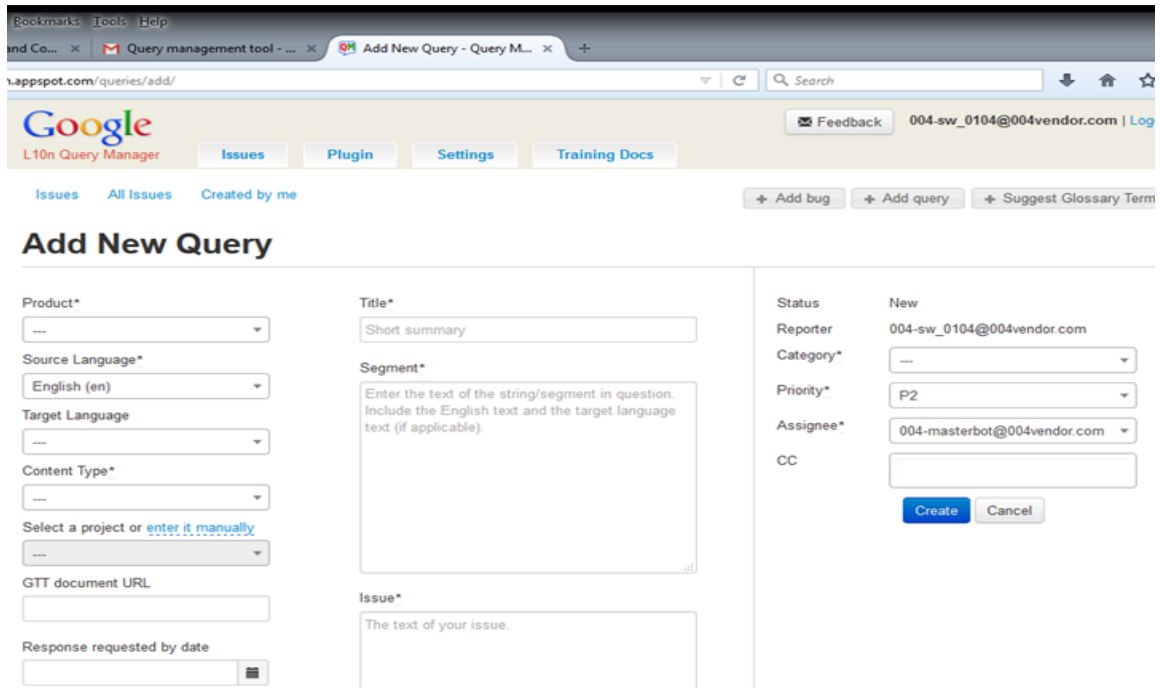 Bookmarks Tools Help
and Co... × Query management tool - ... × QM Add New Query - Query M... × +
n.appspot.com/queries/add/ Search
Google
L10n Query Manager
Issues Plugin Settings Training Docs
Feedback 004-sw_0104@004vendor.com | Logo
Issues All Issues Created by me
+ Add bug + Add query + Suggest Glossary Term
Add New Query
Product*
---
Source Language*
English (en)
Target Language
---
Content Type*
---
Select a project or enter it manually
---
GTT document URL
Response requested by date
Title*
Short summary
Segment*
Enter the text of the string/segment in question.
Include the English text and the target language
text (if applicable).
Issue*
The text of your issue.
Status New
Reporter 004-sw_0104@004vendor.com
Category* ---
Priority* P2
Assignee* 004-masterbot@004vendor.com
CC
Create Cancel